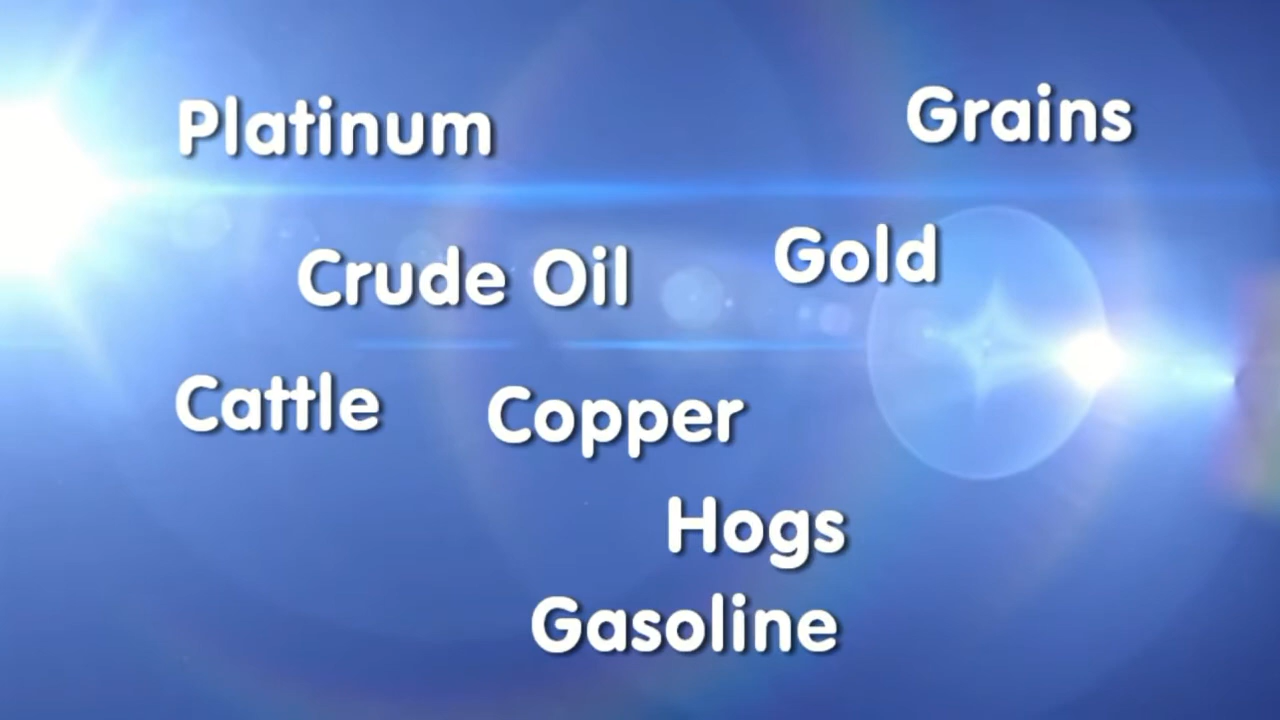 Platinum
Grains
Crude Oil
Gold
Cattle
Copper
Hogs
Gasoline